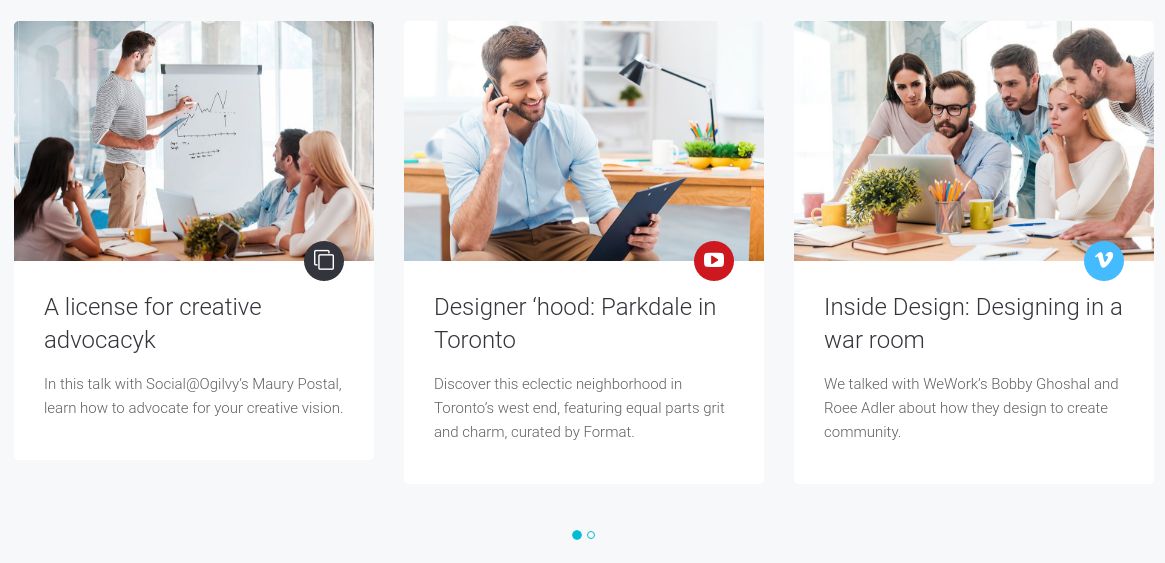 A license for creative
advocacyk
In this talk with Social@Ogilvy's Maury Postal,
learn how to advocate for your creative vision.
Designer ‘hood: Parkdale in
Toronto
Discover this eclectic neighborhood in
Toronto's west end, featuring equal parts grit
and charm, curated by Format.
Inside Design: Designing in a
war room
We talked with WeWork's Bobby Ghoshal and
Roee Adler about how they design to create
community.